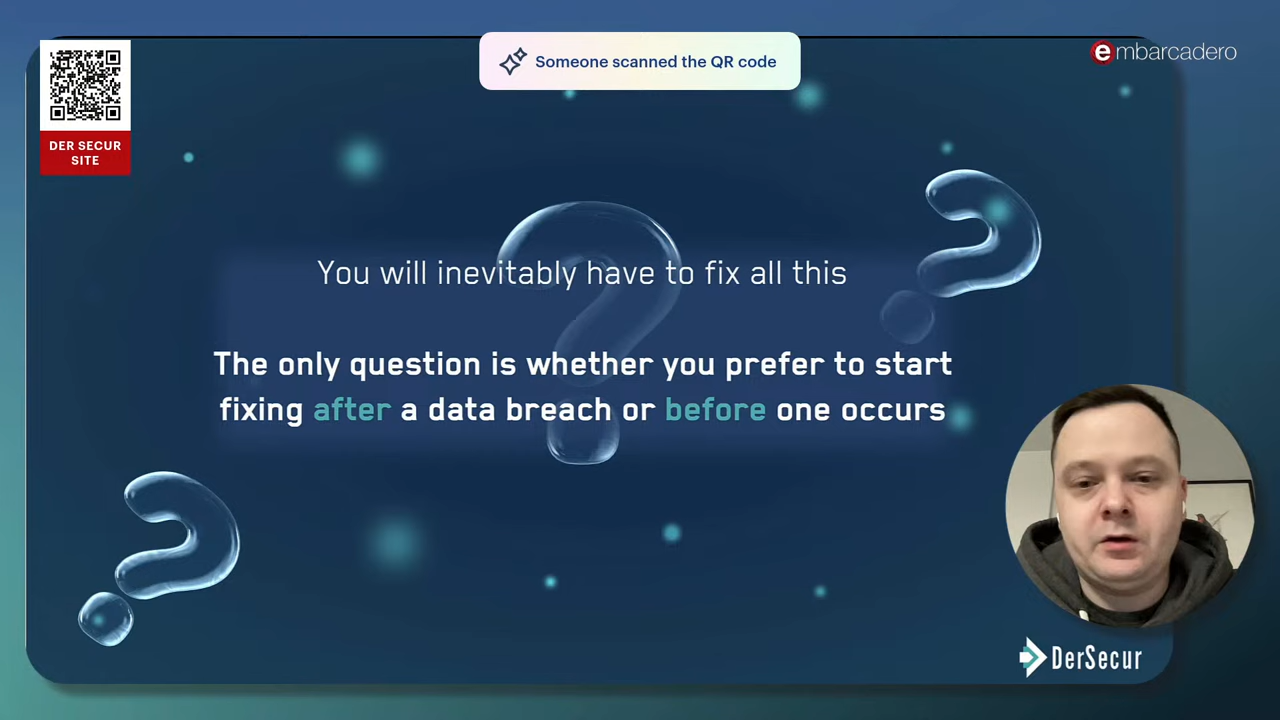 DER SECUR
SITE
Someone scanned the QR code
embarcadero
You will inevitably have to fix all this
The only question is whether you prefer to start
fixing after a data breach or before one occurs
DerSecur